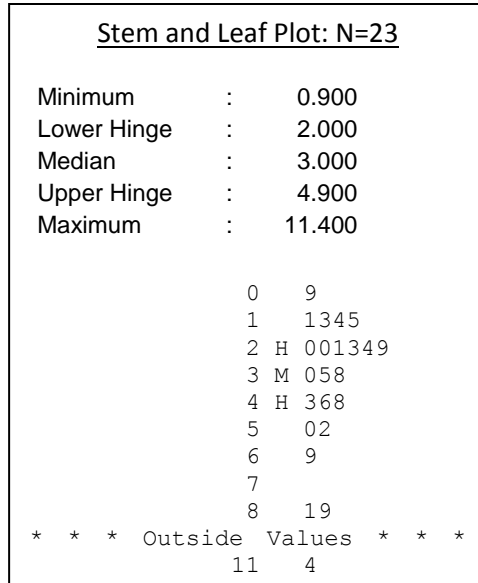 Stem and Leaf Plot: N=23
Minimum : 0.900
Lower Hinge : 2.000
Median : 3.000
Upper Hinge : 4.900
Maximum : 11.400
0 9
1 1345
2 H 001349
3 M 058
4 H 368
5 02
6 9
7
8 19
* * * Outside Values * * *
11 4